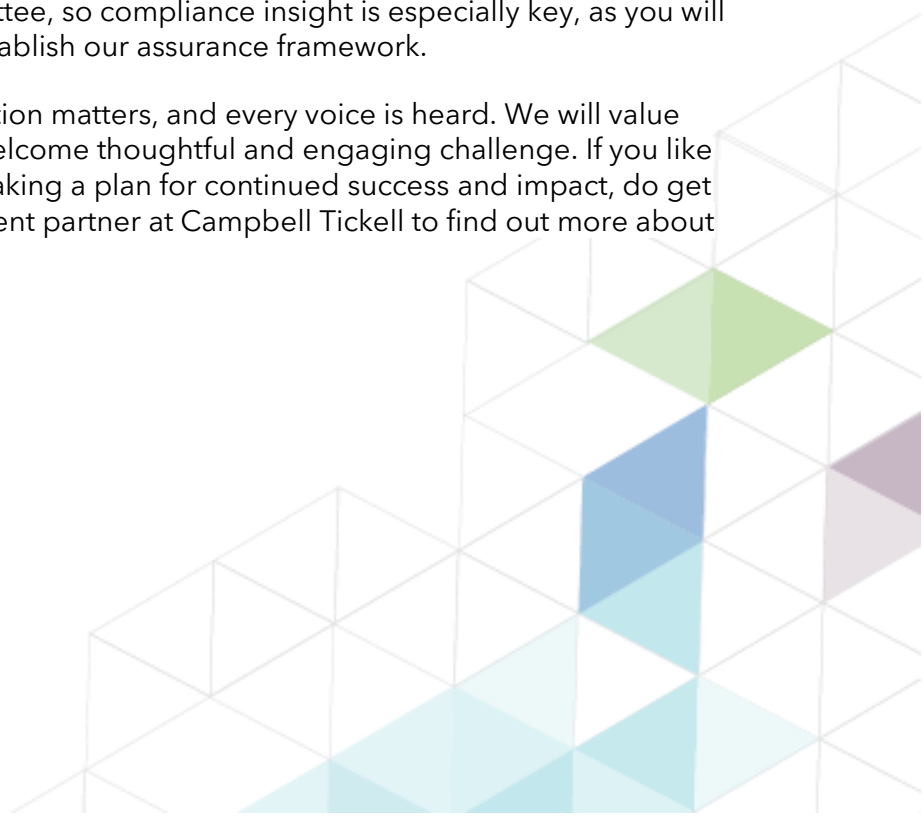 ttee, so compliance insight is especially key, as you will
ablish our assurance framework.
tion matters, and every voice is heard. We will value
elcome thoughtful and engaging challenge. If you like
aking a plan for continued success and impact, do get
ent partner at Campbell Tickell to find out more about